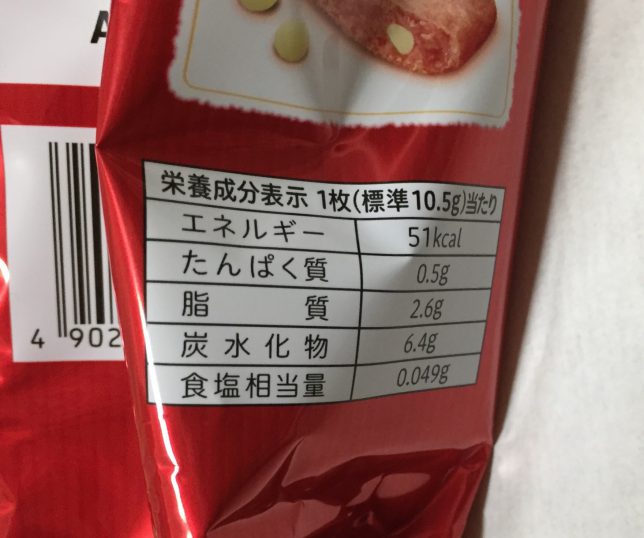 A
栄養成分表示 1枚(標準10.5g)当たり
エネルギー 51kcal
たんぱく質 0.5g
脂質 2.6g
炭水化物 6.4g
食塩相当量 0.049g
4 902